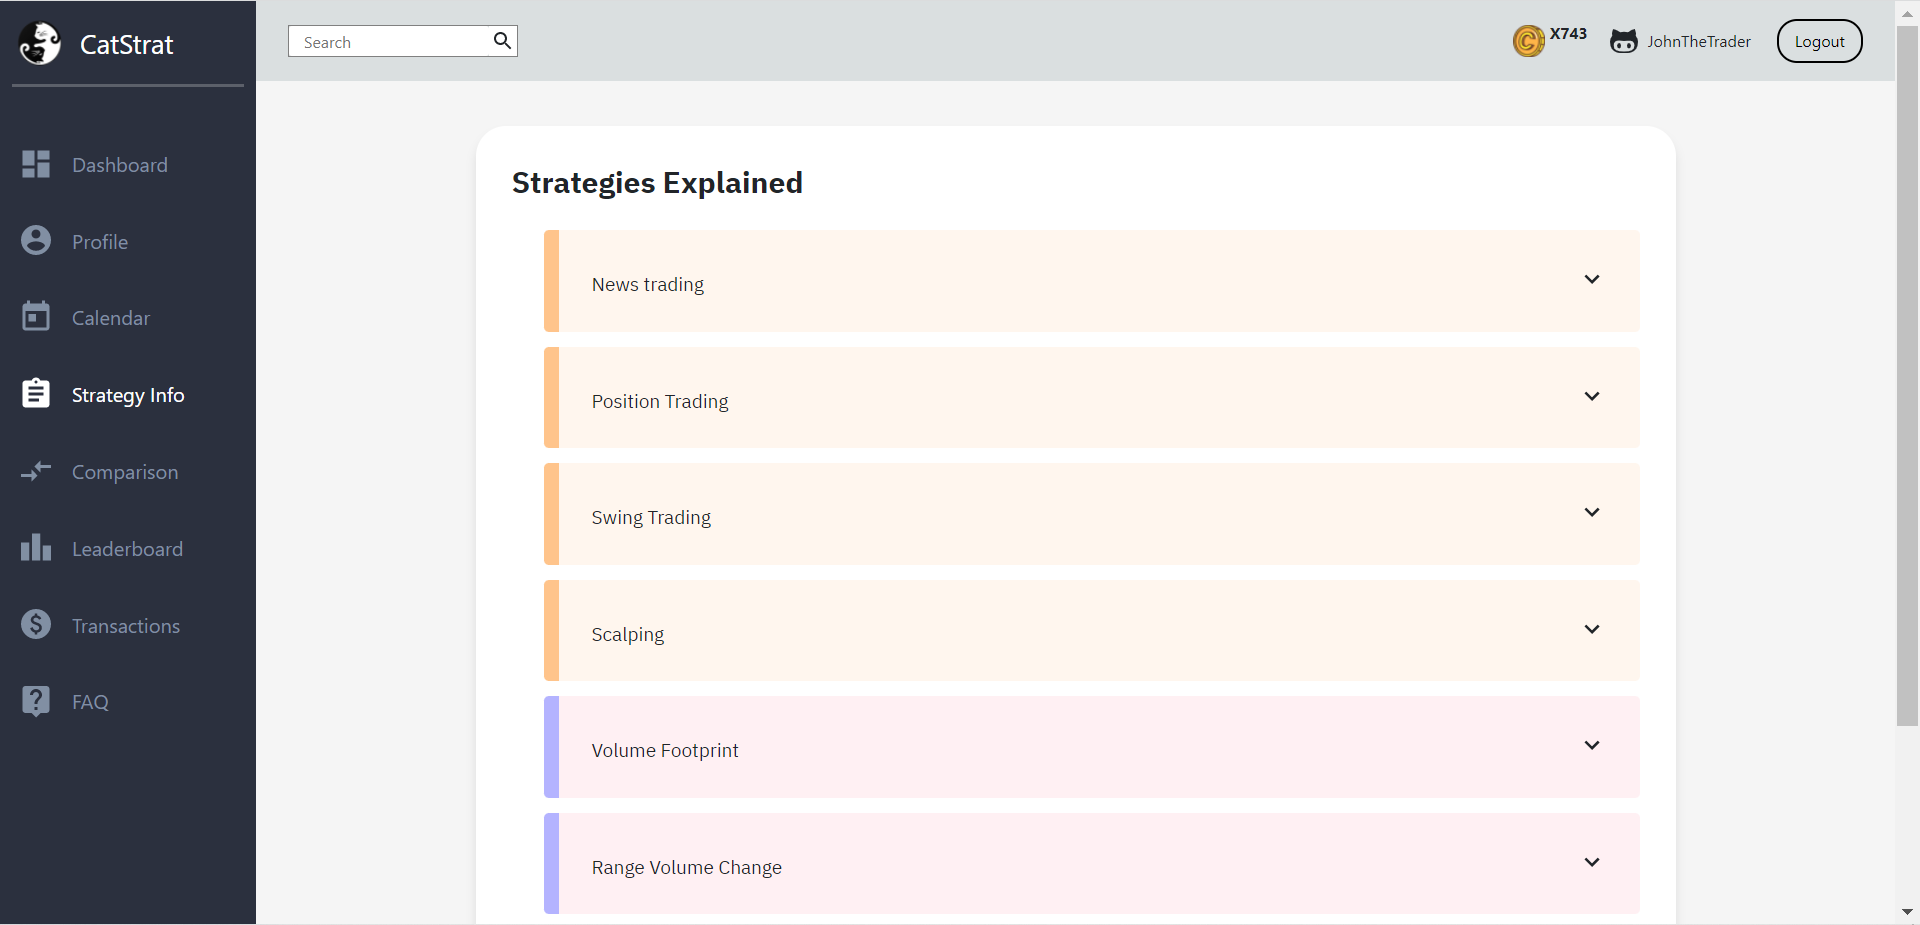 CatStrat
Search
X743
JohnTheTrader
Logout
Dashboard
Profile
Calendar
Strategy Info
Comparison
Leaderboard
Transactions
FAQ
Strategies Explained
News trading
Position Trading
Swing Trading
Scalping
Volume Footprint
Range Volume Change